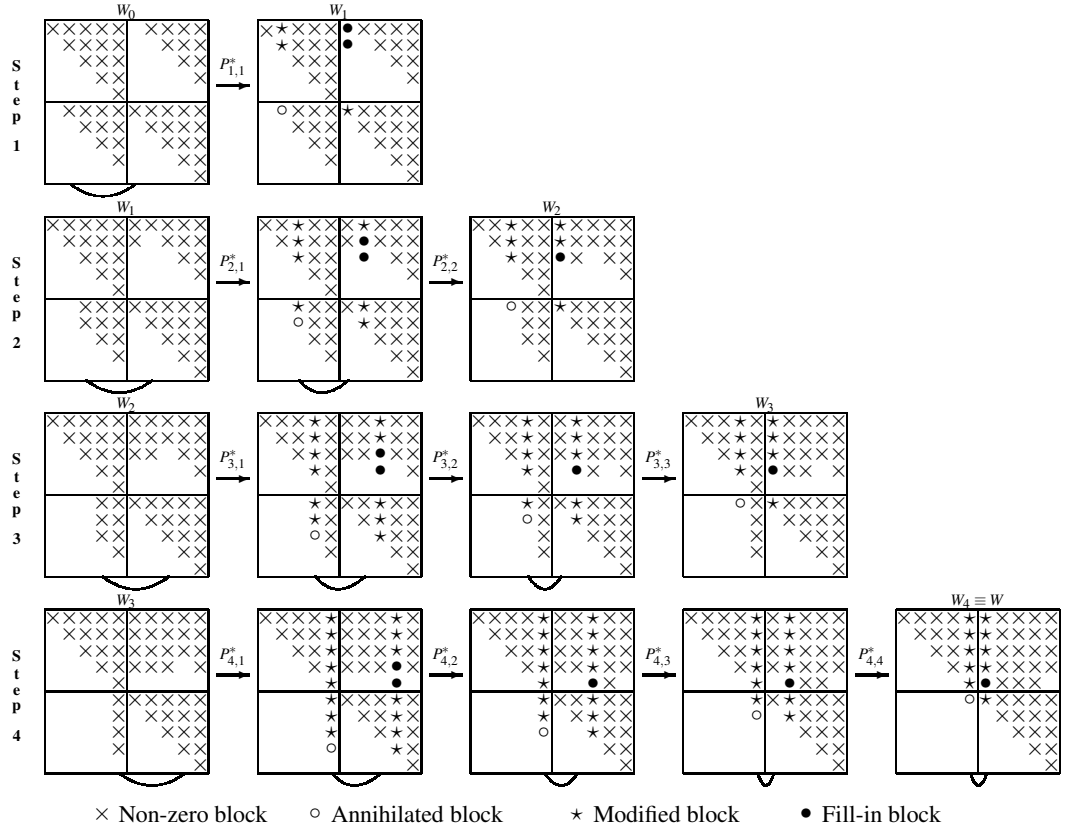 W0 W1
Step 1 P*1,1
W1 W2
Step 2 P*2,1 P*2,2
W2 W3
Step 3 P*3,1 P*3,2 P*3,3
W3 W4 ≡ W
Step 4 P*4,1 P*4,2 P*4,3 P*4,4
× Non-zero block ○ Annihilated block ★ Modified block ● Fill-in block